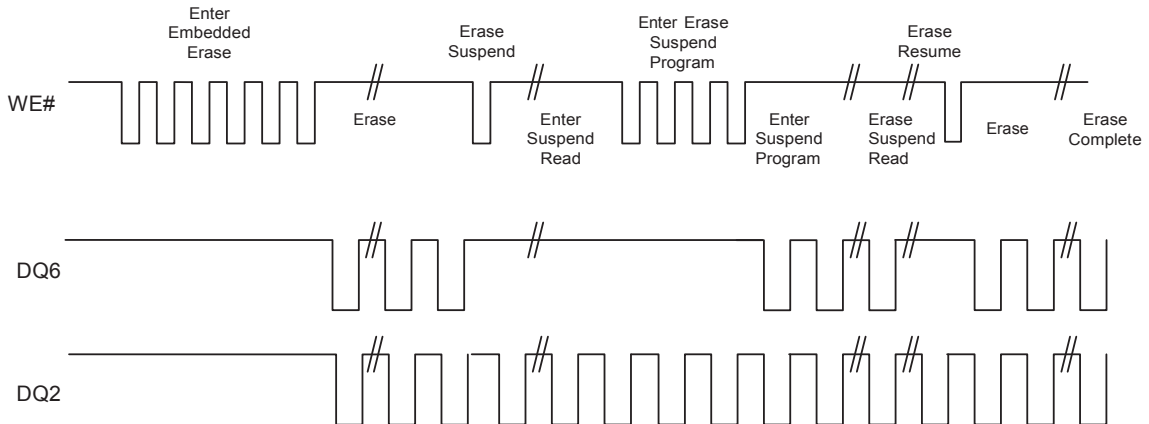 Enter
Embedded
Erase
Erase
Suspend
Enter Erase
Suspend
Program
Erase
Resume
WE#
Erase
Enter
Suspend
Read
Enter
Suspend
Program
Erase
Suspend
Read
Erase
Erase
Complete
DQ6
DQ2